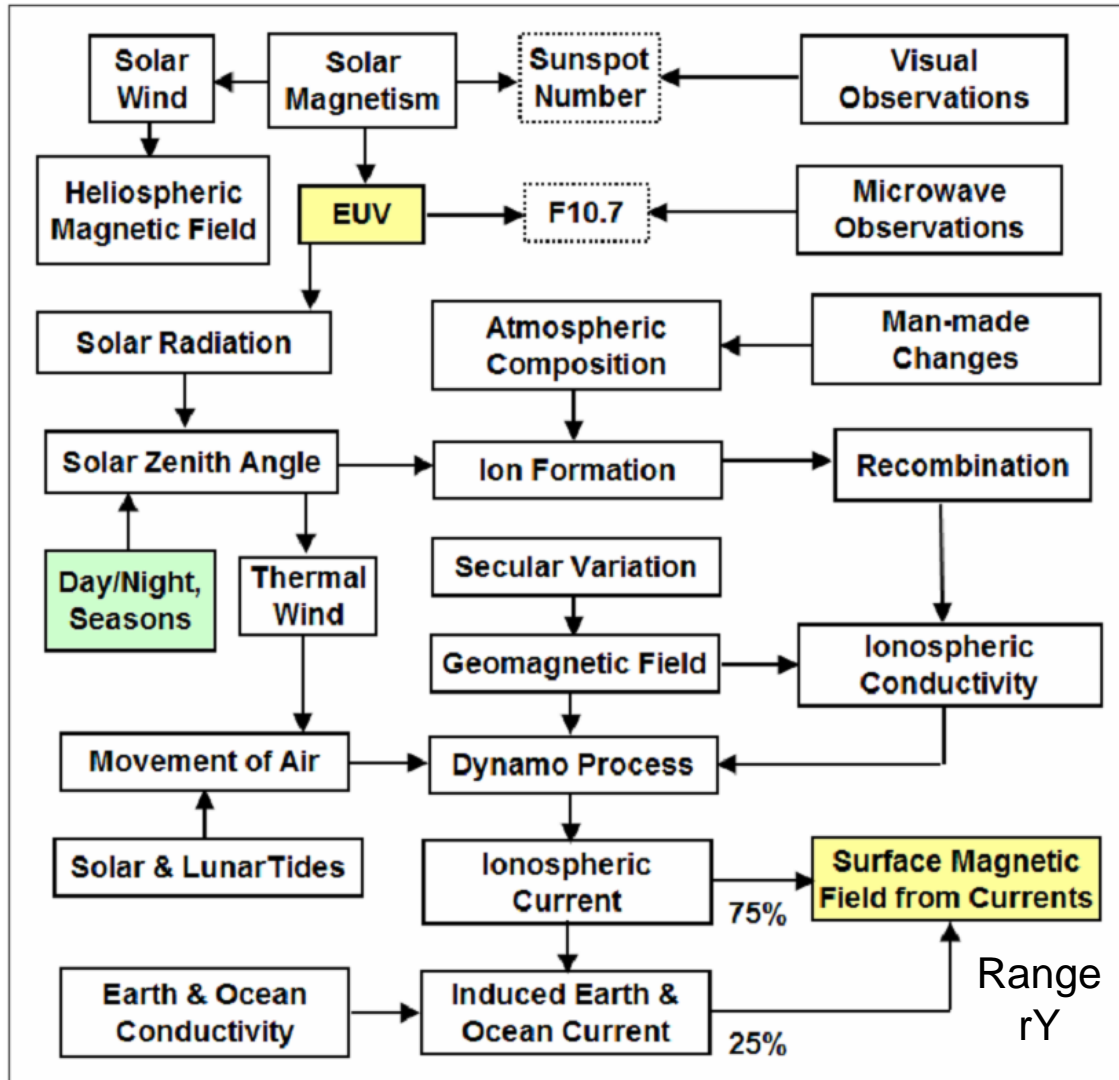 Solar
Wind
Solar
Magnetism
Sunspot
Number
Visual
Observations
Heliospheric
Magnetic Field
EUV
F10.7
Microwave
Observations
Solar Radiation
Atmospheric
Composition
Man-made
Changes
Solar Zenith Angle
Ion Formation
Recombination
Day/Night,
Seasons
Thermal
Wind
Secular Variation
Geomagnetic Field
Ionospheric
Conductivity
Movement of Air
Dynamo Process
Solar & Lunar Tides
Ionospheric
Current
75%
Surface Magnetic
Field from Currents
Earth & Ocean
Conductivity
Induced Earth &
Ocean Current
25%
Range
rY